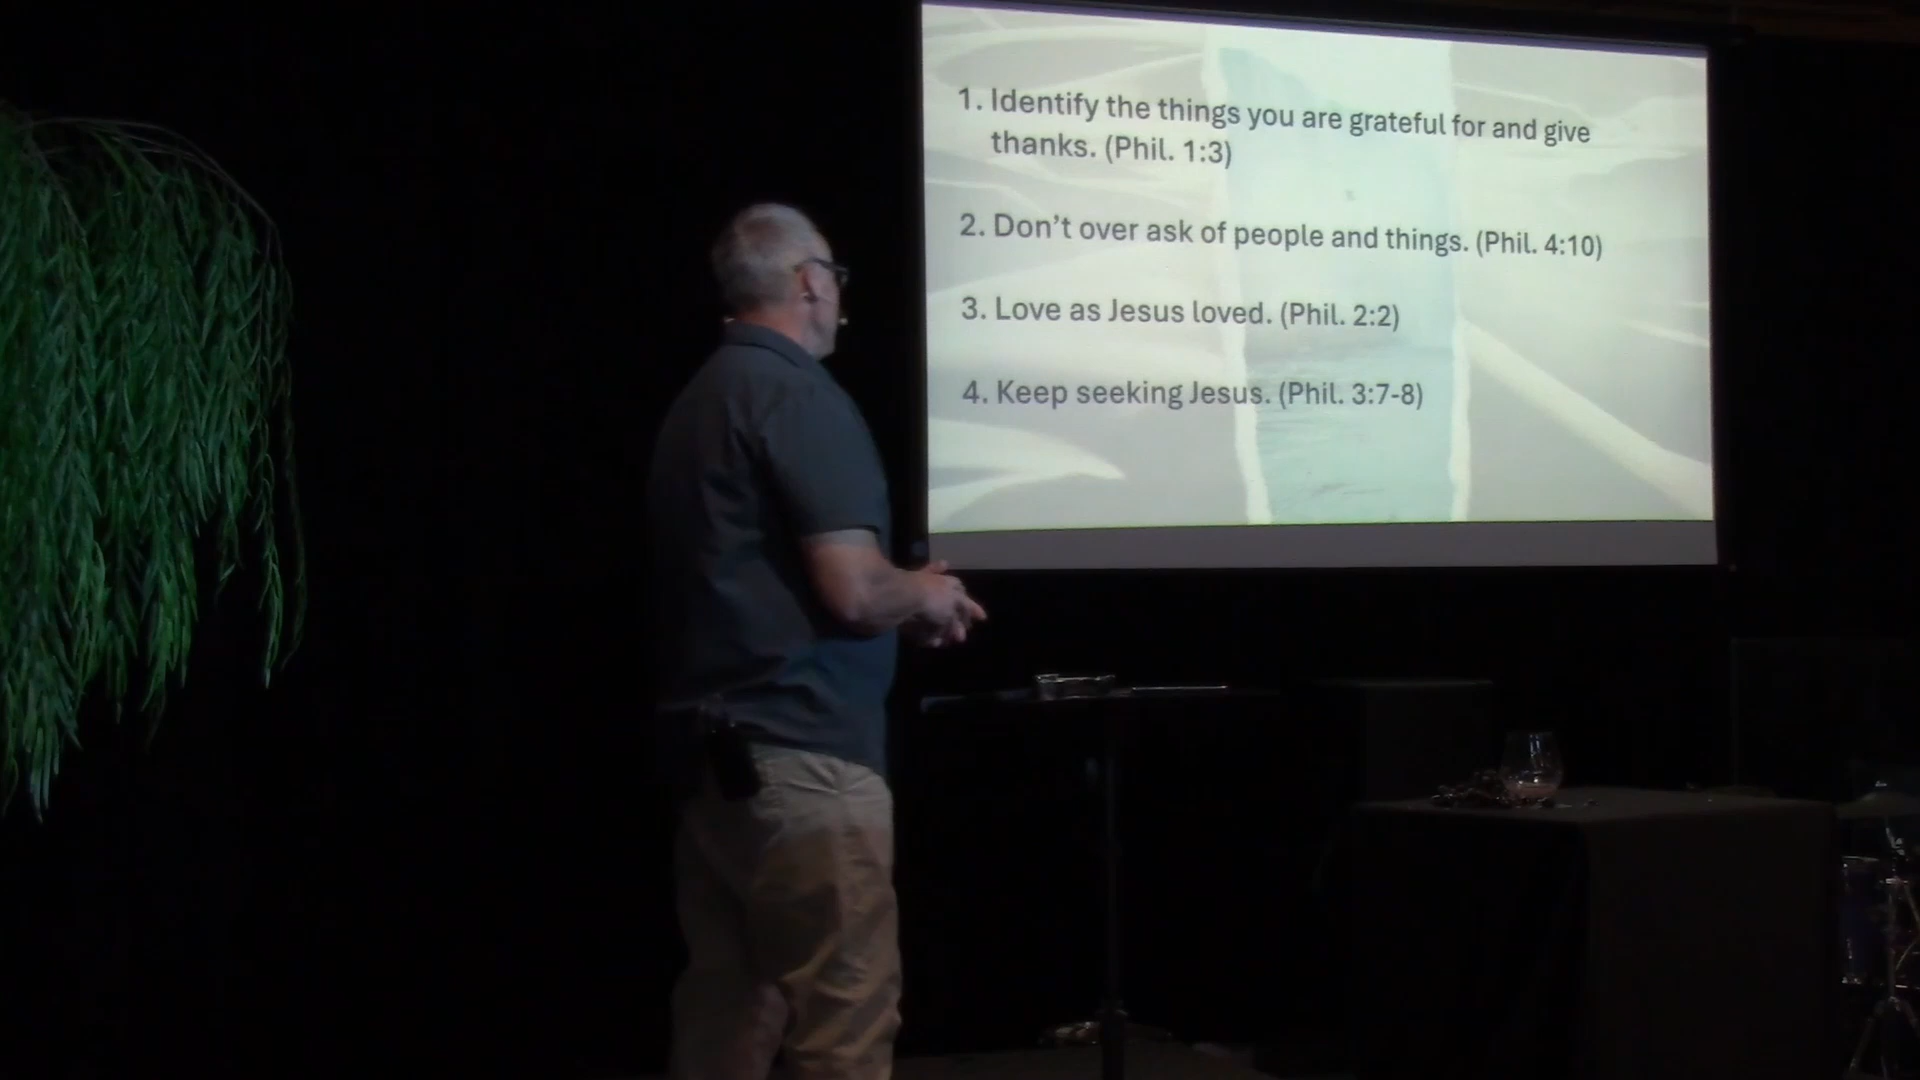 1. Identify the things you are grateful for and give
thanks. (Phil. 1:3)
2. Don’t over ask of people and things. (Phil. 4:10)
3. Love as Jesus loved. (Phil. 2:2)
4. Keep seeking Jesus. (Phil. 3:7-8)